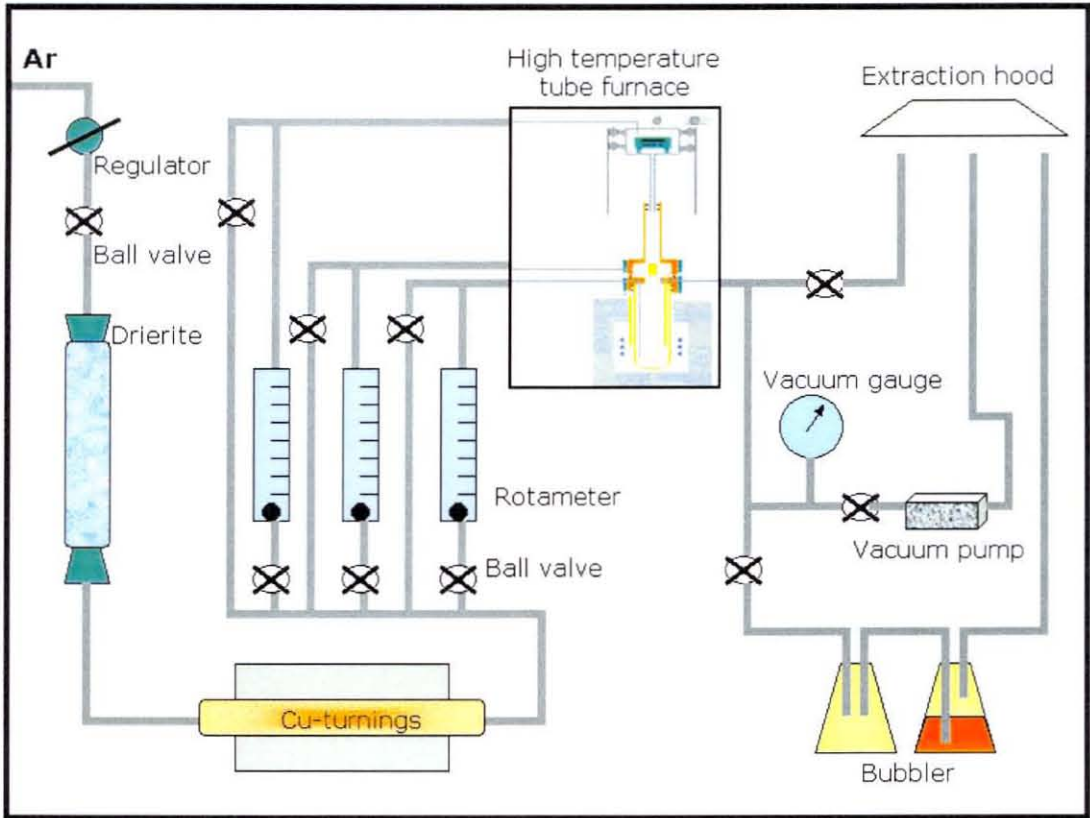 Ar
High temperature
tube furnace
Extraction hood
Regulator
Ball valve
Drierite
Vacuum gauge
Rotameter
Vacuum pump
Ball valve
Cu-turnings
Bubbler